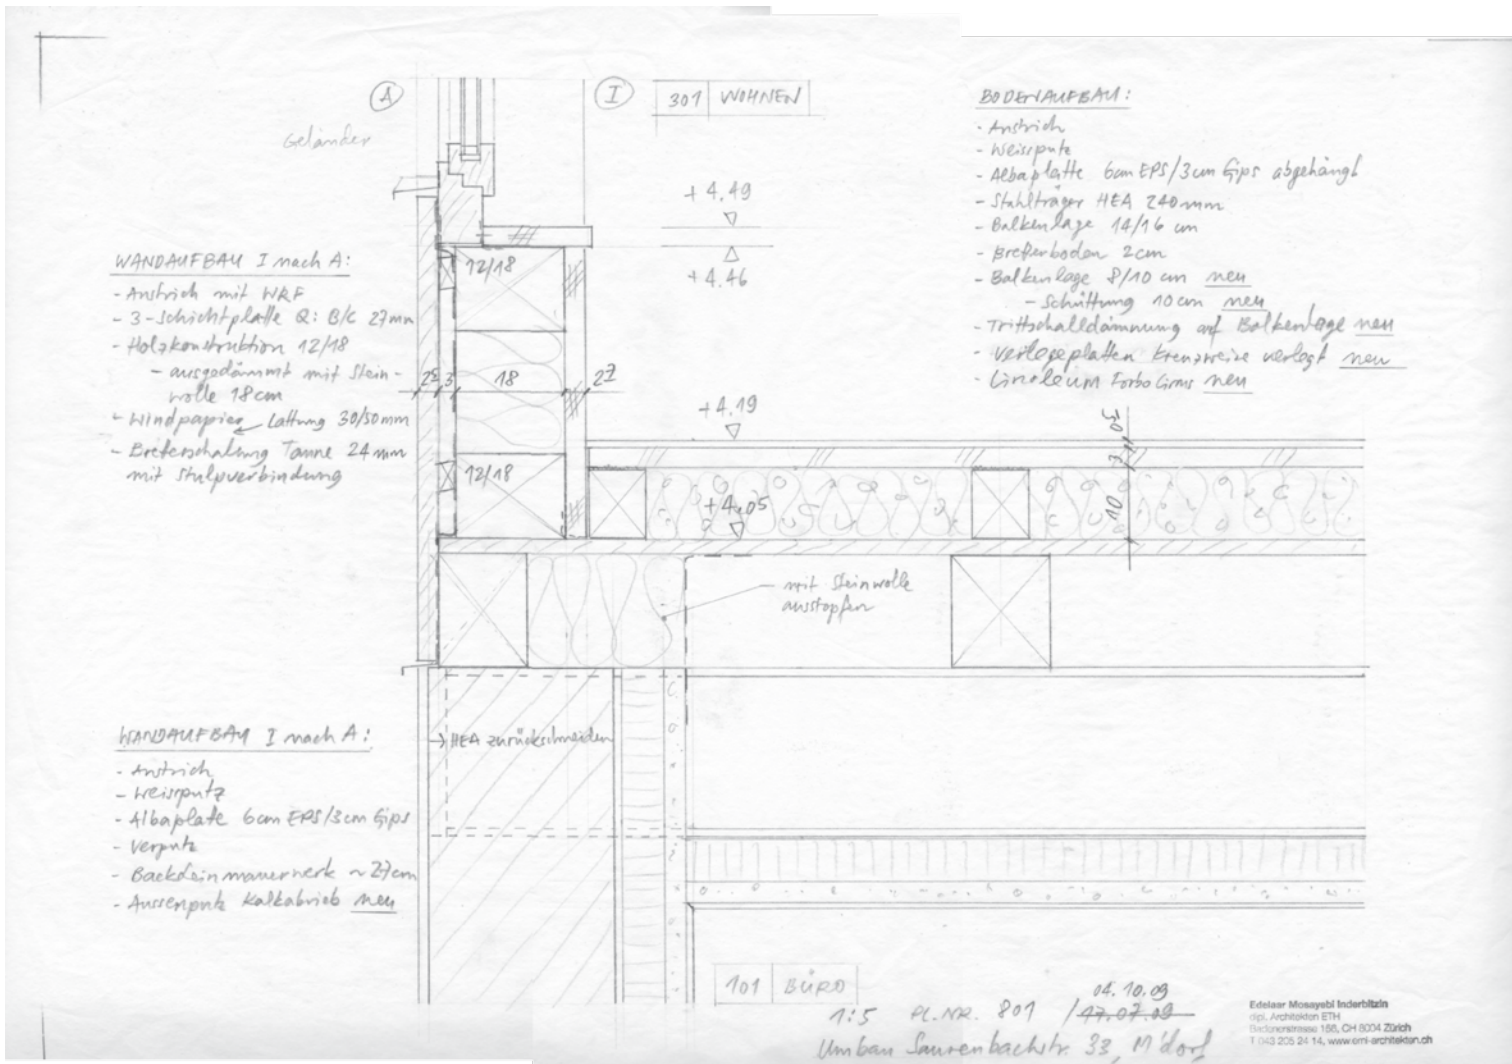 A
I
301 WOHNEN
Geländer
BODENAUFBAU:
- Anstrich
- Weissputz
- Albaplatte 6cm EPS/3cm Gips abgehängt
- Stahlträger HEA 240mm
- Balkenlage 14/16 cm
- Bretterboden 2cm
- Balkenlage 8/10 cm neu
- Schüttung 10cm neu
- Trittschalldämmung auf Balkenlage neu
- Verlegeplatten kreuzweise verlegt neu
- Linoleum Forbo neu
+4.49
+4.46
WANDAUFBAU I nach A:
- Anstrich mit WRF
- 3-Schichtplatte Q: B/C 27mm
- Holzkonstruktion 12/18
- ausgedämmt mit Stein-
wolle 18cm
- Windpapier Lattung 30/50mm
- Bretterschalung Tanne 24mm
mit Stulpverbindung
12/18
3 18 27
12/18
+4.19
+4.05
3
10
mit Steinwolle
ausstopfen
WANDAUFBAU I nach A:
- Anstrich
- Weissputz
- Albaplatte 6cm EPS/3cm Gips
- Verputz
- Backsteinmauerwerk ~27cm
- Aussenputz Kalkabrieb neu
HEA zurückschneiden
101 BÜRO
04.10.09
1:5 PL.NR. 801 / 17.07.09
Umbau Saurenbachstr. 33, M'dorf
Edelaar Mosayebi Inderbitzin
dipl. Architekten ETH
Badenerstrasse 156, CH 8004 Zürich
T 043 205 24 14, www.emi-architekten.ch